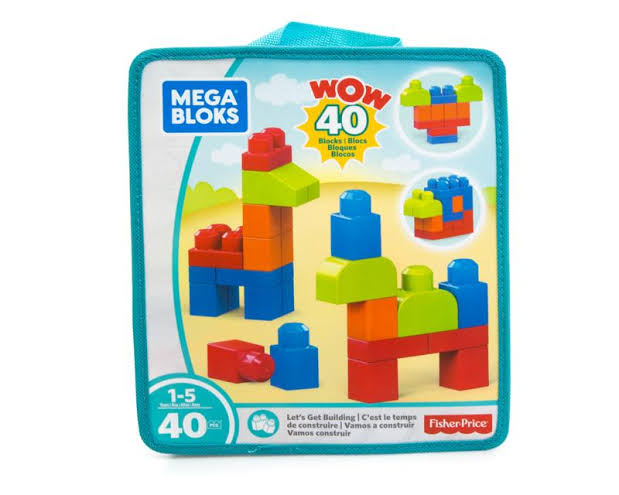 MEGA
BLOKS
WOW
40
Blocks | Blocs
Bloques
Blocos
1-5
40 PCS
Let's Get Building | C'est le temps
de construire | Vamos a construir
Vamos construir
Fisher-Price